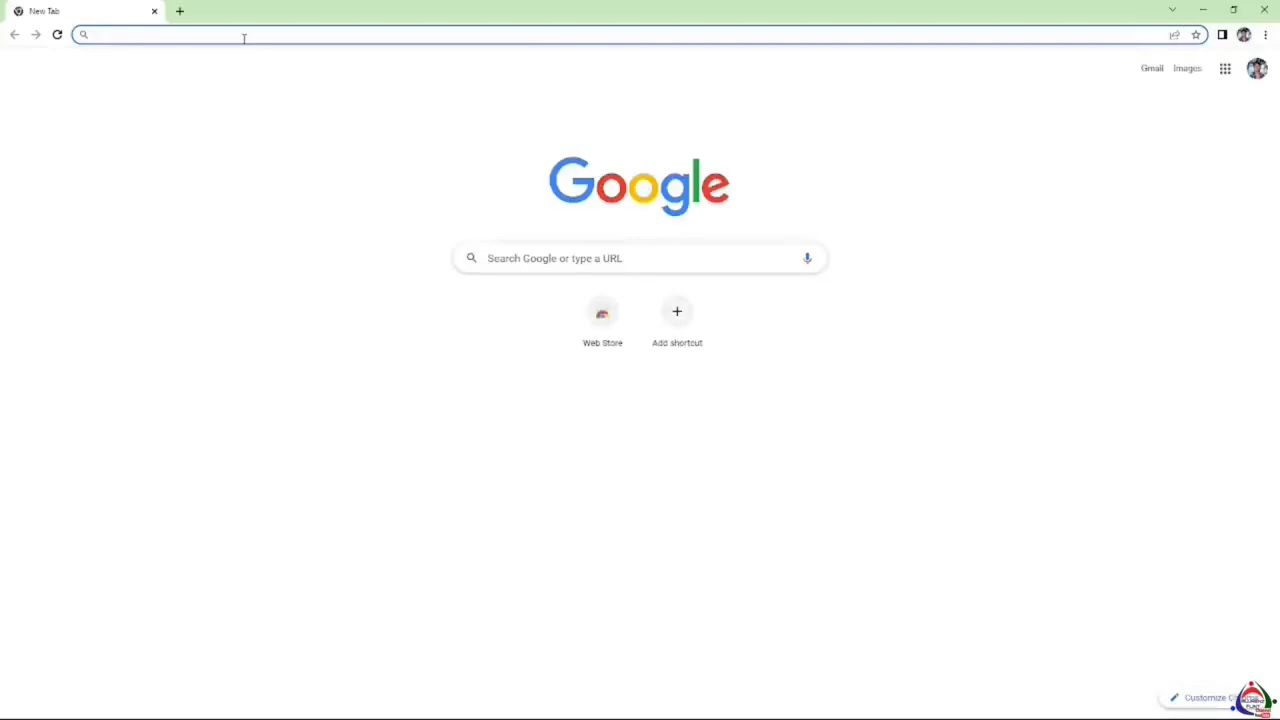 New Tab
Gmail Images
Google
Search Google or type a URL
Web Store Add shortcut
Customize